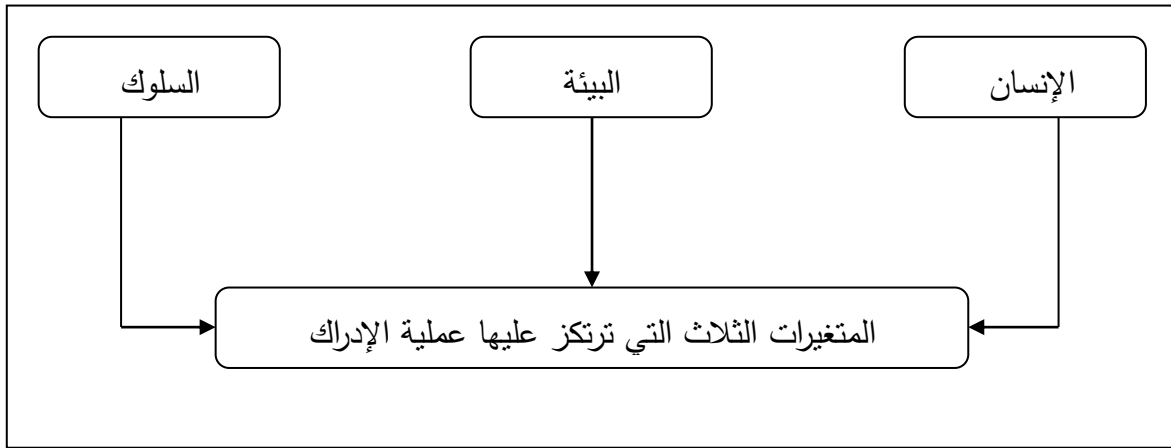 الإنسان
البيئة
السلوك
المتغيرات الثلاث التي ترتكز عليها عملية الإدراك